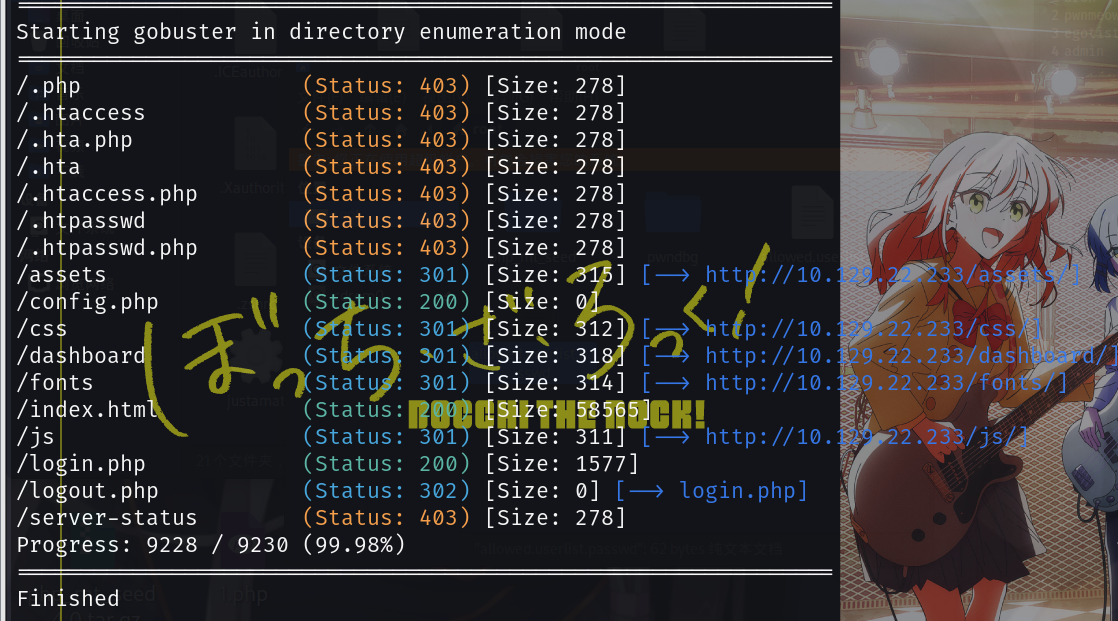 Starting gobuster in directory enumeration mode
/.php (Status: 403) [Size: 278]
/.htaccess (Status: 403) [Size: 278]
/.hta.php (Status: 403) [Size: 278]
/.hta (Status: 403) [Size: 278]
/.htaccess.php (Status: 403) [Size: 278]
/.htpasswd (Status: 403) [Size: 278]
/.htpasswd.php (Status: 403) [Size: 278]
/assets (Status: 301) [Size: 315] [--> http://10.129.22.233/assets/]
/config.php (Status: 200) [Size: 0]
/css (Status: 301) [Size: 312] [--> http://10.129.22.233/css/]
/dashboard (Status: 301) [Size: 318] [--> http://10.129.22.233/dashboard/]
/fonts (Status: 301) [Size: 314] [--> http://10.129.22.233/fonts/]
/index.html (Status: 200) [Size: 58565]
/js (Status: 301) [Size: 311] [--> http://10.129.22.233/js/]
/login.php (Status: 200) [Size: 1577]
/logout.php (Status: 302) [Size: 0] [--> login.php]
/server-status (Status: 403) [Size: 278]
Progress: 9228 / 9230 (99.98%)
Finished
ぼっち・ざ・ろっく!
BOCCHI THE ROCK!